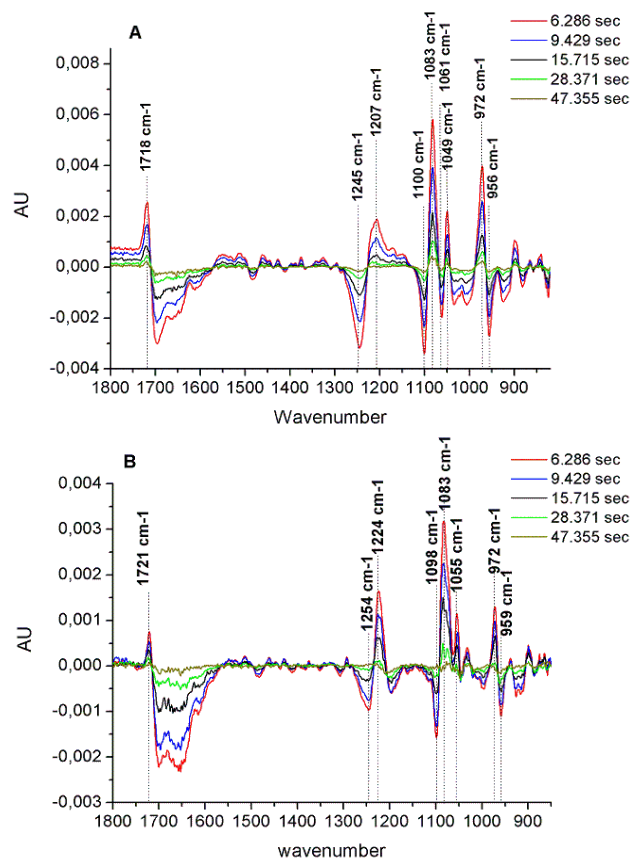 A
6.286 sec
9.429 sec
15.715 sec
28.371 sec
47.355 sec
0,008
0,006
0,004
0,002
0,000
-0,002
-0,004
AU
1718 cm-1
1245 cm-1
1207 cm-1
1100 cm-1
1083 cm-1
1061 cm-1
1049 cm-1
972 cm-1
956 cm-1
1800 1700 1600 1500 1400 1300 1200 1100 1000 900
Wavenumber
B
6.286 sec
9.429 sec
15.715 sec
28.371 sec
47.355 sec
0,004
0,003
0,002
0,001
0,000
-0,001
-0,002
-0,003
AU
1721 cm-1
1254 cm-1
1224 cm-1
1098 cm-1
1083 cm-1
1055 cm-1
972 cm-1
959 cm-1
1800 1700 1600 1500 1400 1300 1200 1100 1000 900
wavenumber